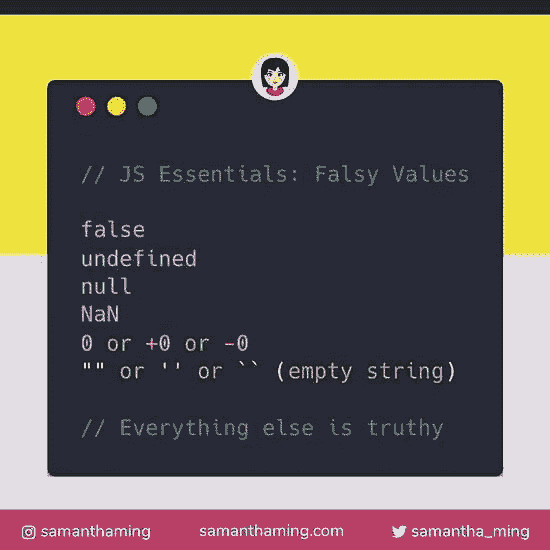 // JS Essentials: Falsy Values
false
undefined
null
NaN
0 or +0 or -0
"" or '' or `` (empty string)
// Everything else is truthy
samanthaming samanthaming.com samantha_ming